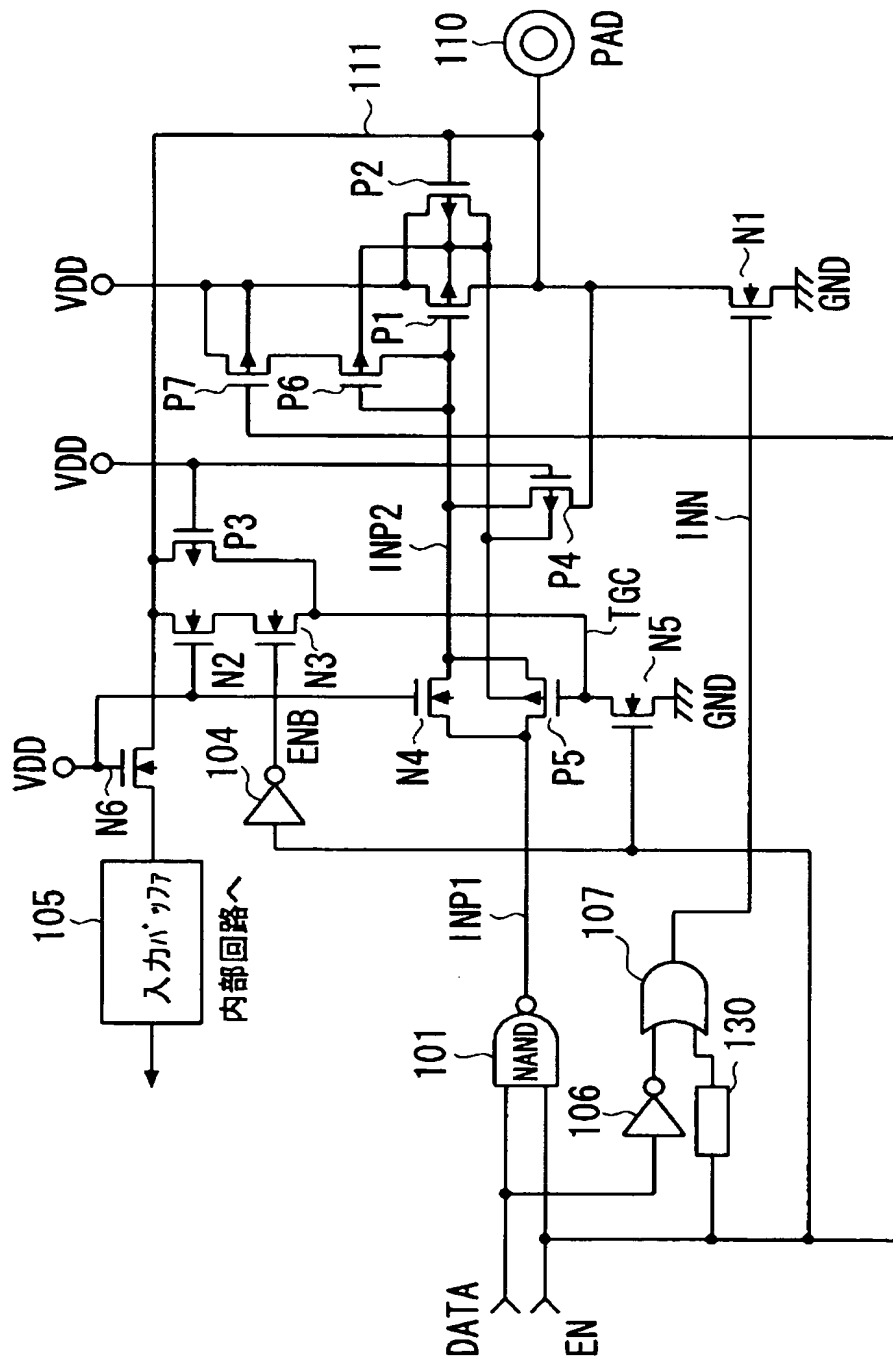 VDD
N6
105
入力バッファ
内部回路へ
104
ENB
N2
N3
P3
VDD
VDD
P7
P6
P1
P2
111
110
PAD
INP2
N4
P5
P4
TGC
N5
GND
INN
N1
GND
INP1
101
NAND
106
107
130
DATA
EN